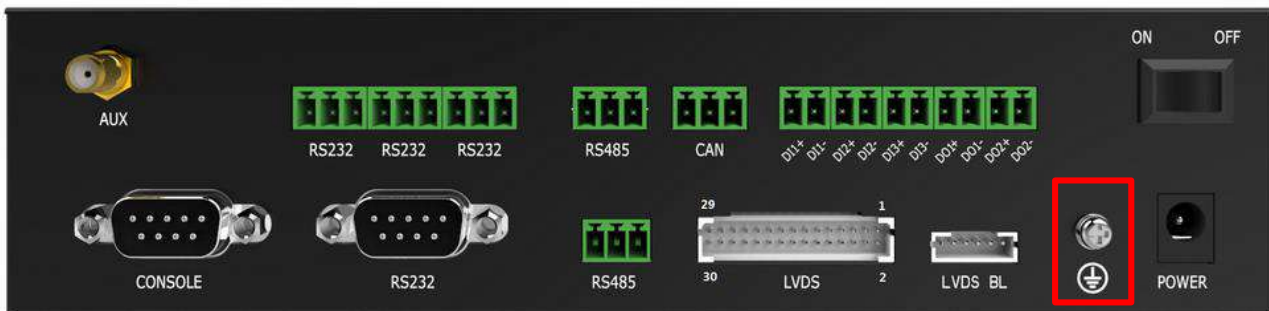 ON OFF
AUX
RS232 RS232 RS232 RS485 CAN DI1+ DI1- DI2+ DI2- DI3+ DI3- DO1+ DO1- DO2+ DO2-
29 1
30 2
CONSOLE RS232 RS485 LVDS LVDS BL POWER